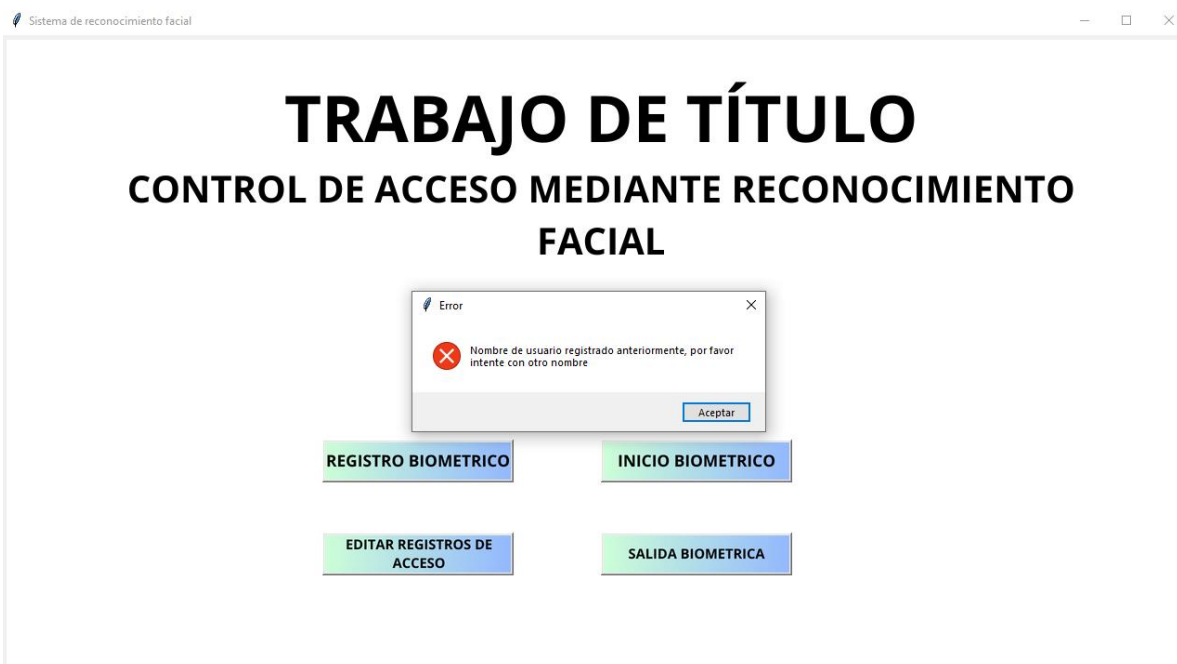 Sistema de reconocimiento facial
TRABAJO DE TÍTULO
CONTROL DE ACCESO MEDIANTE RECONOCIMIENTO
FACIAL
Error
Nombre de usuario registrado anteriormente, por favor
intente con otro nombre
Aceptar
REGISTRO BIOMETRICO
INICIO BIOMETRICO
EDITAR REGISTROS DE
ACCESO
SALIDA BIOMETRICA